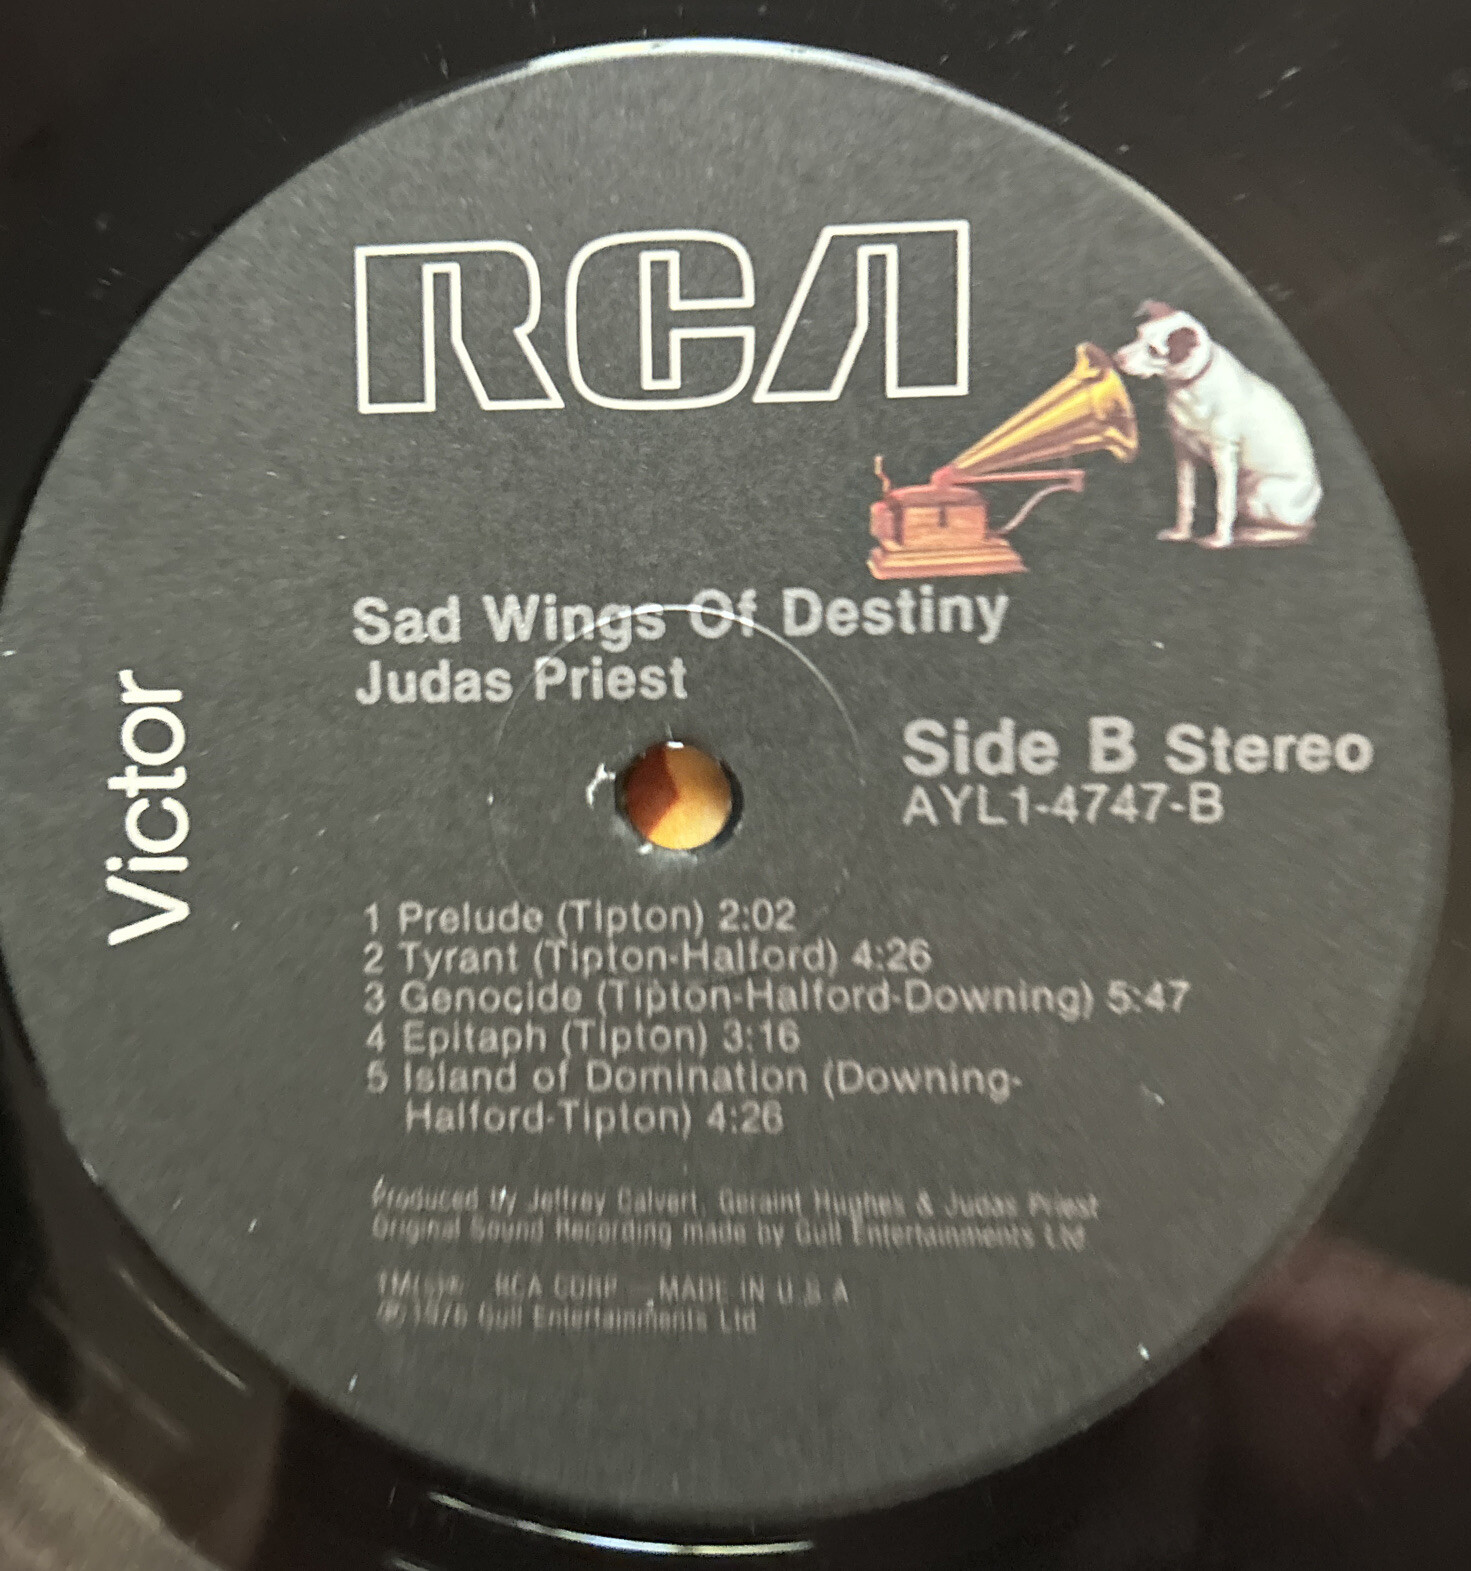 RCA
Sad Wings Of Destiny
Judas Priest
Victor
Side B Stereo
AYL1-4747-B
1 Prelude (Tipton) 2:02
2 Tyrant (Tipton-Halford) 4:26
3 Genocide (Tipton-Halford-Downing) 5:47
4 Epitaph (Tipton) 3:16
5 Island of Domination (Downing-
Halford-Tipton) 4:26
Produced by Jeffrey Calvert, Geraint Hughes & Judas Priest
Original Sound Recording made by Gull Entertainments Ltd
RCA CORP MADE IN U.S.A
℗ 1976 Gull Entertainments Ltd